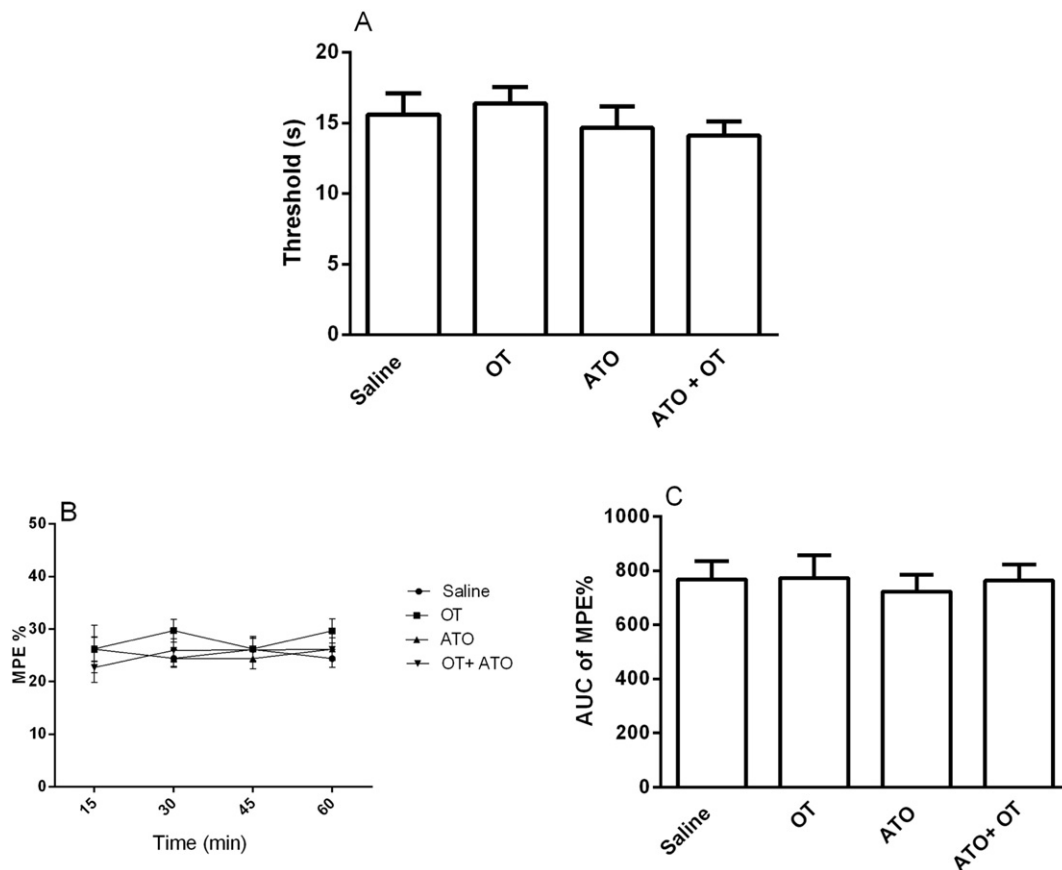 A
20
15
10
5
0
Threshold (s)
Saline
OT
ATO
ATO + OT
B
50
40
30
20
10
0
MPE %
15
30
45
60
Time (min)
Saline
OT
ATO
OT+ ATO
C
1000
800
600
400
200
0
AUC of MPE%
Saline
OT
ATO
ATO+ OT